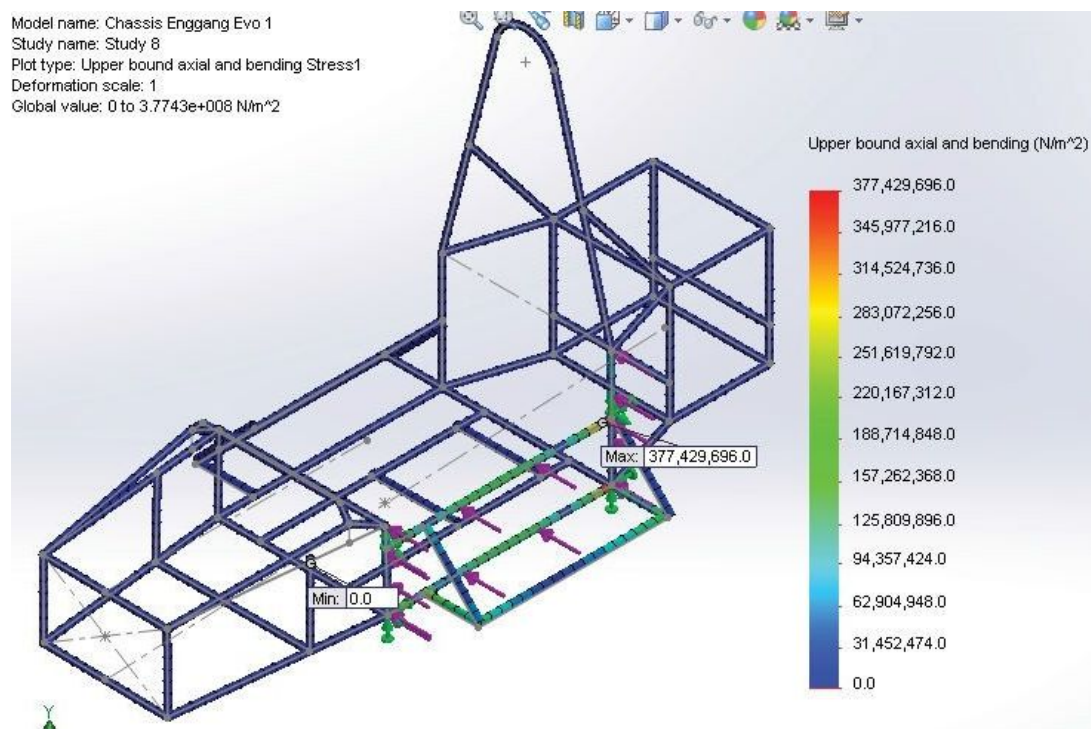 Model name: Chassis Enggang Evo 1
Study name: Study 8
Plot type: Upper bound axial and bending Stress1
Deformation scale: 1
Global value: 0 to 3.7743e+008 N/m^2
Upper bound axial and bending (N/m^2)
377,429,696.0
345,977,216.0
314,524,736.0
283,072,256.0
251,619,792.0
220,167,312.0
188,714,848.0
157,262,368.0
125,809,896.0
94,357,424.0
62,904,948.0
31,452,474.0
0.0
Max: 377,429,696.0
Min: 0.0
Y